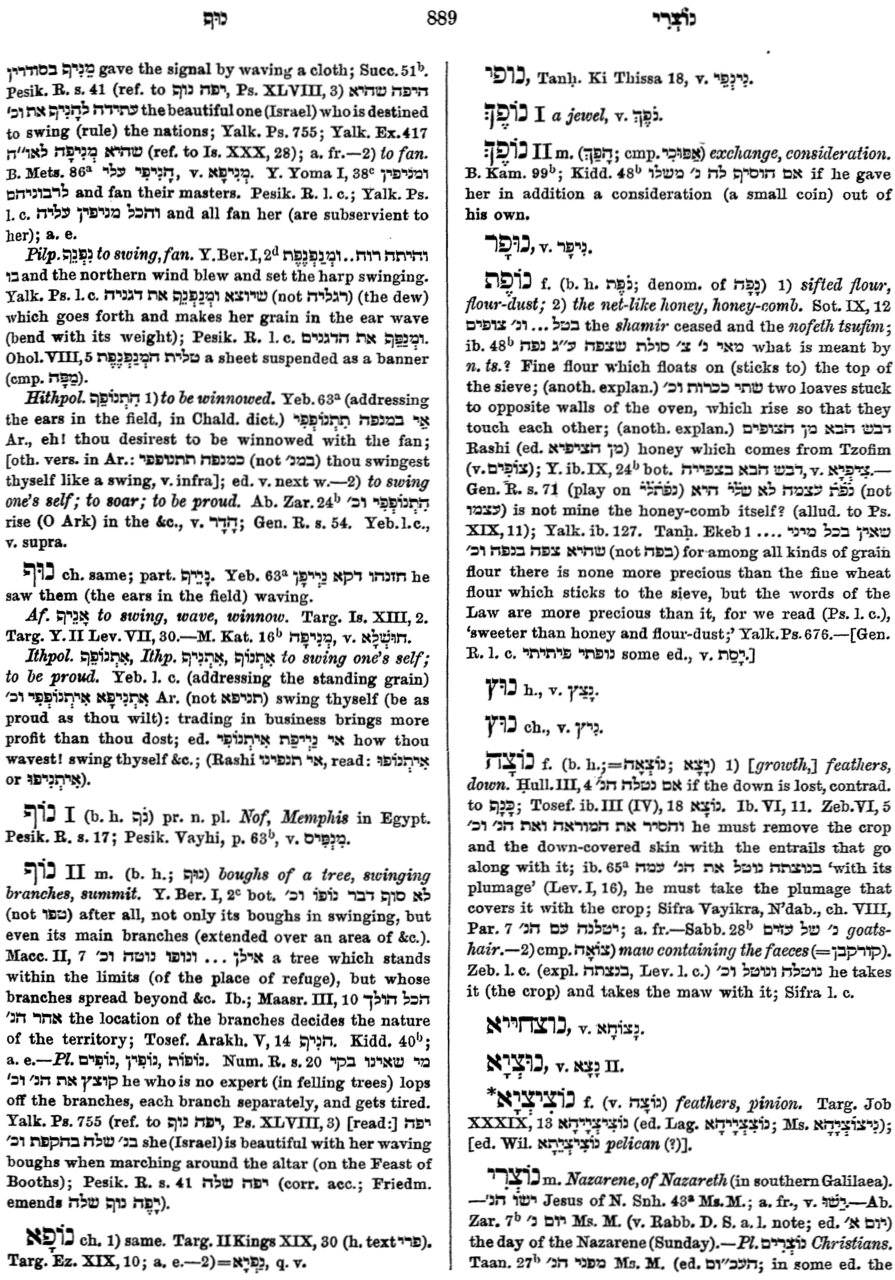 נוּף
889
נוֹצְרִי
מֵנִיף בסודרין gave the signal by waving a cloth; Succ. 51ᵇ.
Pesik. R. s. 41 (ref. to יפה נוף, Ps. XLVIII, 3) היפה שהיא
עתידה לְהָנִיף את וכ׳ the beautiful one (Israel) who is destined
to swing (rule) the nations; Yalk. Ps. 755; Yalk. Ex. 417
שהיא מְנִיפָה לאו״ה (ref. to Is. XXX, 28); a. fr.—2) to fan.
B. Mets. 86ᵃ הָנִיפִי עלי, v. מְנִיפָא. Y. Yoma I, 38ᶜ ומניפין
לרבוניהם and fan their masters. Pesik. R. l. c.; Yalk. Ps.
l. c. והכל מניפין עליה and all fan her (are subservient to
her); a. e.
Pilp. נִפְנֵף to swing, fan. Y. Ber. I, 2ᵈ והיתה רוח.. ומְנַפְנֶפֶת
בו and the northern wind blew and set the harp swinging.
Yalk. Ps. l. c. שיוצא ומְנַפְנֵף את דגניה (not רגליה) (the dew)
which goes forth and makes her grain in the ear wave
(bend with its weight); Pesik. R. l. c. ומְנַפֵּף את הדגנים.
Ohol. VIII, 5 טלית הַמְנַפְנֶפֶת a sheet suspended as a banner
(cmp. מַפָּה).
Hithpol. הִתְנוֹפֵף 1) to be winnowed. Yeb. 63ᵃ (addressing
the ears in the field, in Chald. dict.) אִי במנפה תִּתְנוֹפְפִי
Ar., eh! thou desirest to be winnowed with the fan;
[oth. vers. in Ar.: כמנפה תתנופפי (not במנ׳) thou swingest
thyself like a swing, v. infra]; ed. v. next w.—2) to swing
one's self; to soar; to be proud. Ab. Zar. 24ᵇ הִתְנוֹפְפִי וכ׳
rise (O Ark) in the &c., v. הָדָר; Gen. R. s. 54. Yeb. l. c.,
v. supra.
נוּף ch. same; part. נָיֵיף. Yeb. 63ᵃ חזנהו דקא נָיְיפָן he
saw them (the ears in the field) waving.
Af. אָנֵיף to swing, wave, winnow. Targ. Is. XIII, 2.
Targ. Y. II Lev. VII, 30.—M. Kat. 16ᵇ מְנִיפָה, v. חוּשְׁלָא.
Ithpol. אִתְנוֹפֵף, Ithp. אִתְנִיף, אִתְנוֹף to swing one's self;
to be proud. Yeb. l. c. (addressing the standing grain)
אִתְנִיפָא אִיתְנוֹפְפִי וכ׳ Ar. (not תניפא) swing thyself (be as
proud as thou wilt): trading in business brings more
profit than thou dost; ed. אי נַיְיפַת אִיתְנוֹפִי how thou
wavest! swing thyself &c.; (Rashi אי תנפיני, read: אִיתְנוֹפִי
or אִיתְנִיפִי).
נוֹף I (b. h. נֹף) pr. n. pl. Nof, Memphis in Egypt.
Pesik. R. s. 17; Pesik. Vayhi, p. 63ᵇ, v. מַנְפִּיס.
נוֹף II m. (b. h.; נוּף) boughs of a tree, swinging
branches, summit. Y. Ber. I, 2ᶜ bot. לא סוף דבר נופו וכ׳
(not טפו) after all, not only its boughs in swinging, but
even its main branches (extended over an area of &c.).
Macc. II, 7 אילן ... ונופו נוטה וכ׳ a tree which stands
within the limits (of the place of refuge), but whose
branches spread beyond &c. Ib.; Maasr. III, 10 הכל הולך
אחר הנ׳ the location of the branches decides the nature
of the territory; Tosef. Arakh. V, 14 הַנִּיף. Kidd. 40ᵇ;
a. e.—Pl. נוֹפוֹת, נוֹפִין, נוֹפִים. Num. R. s. 20 מי שאינו בקי
קוצץ את הנ׳ וכ׳ he who is no expert (in felling trees) lops
off the branches, each branch separately, and gets tired.
Yalk. Ps. 755 (ref. to יפה נוף, Ps. XLVIII, 3) [read:] יפה
בנ׳ שלה בהקפת וכ׳ she (Israel) is beautiful with her waving
boughs when marching around the altar (on the Feast of
Booths); Pesik. R. s. 41 יפה שלה (corr. acc.; Friedm.
emends יָפֶה נוף שלה).
נוֹפָא ch. 1) same. Targ. II Kings XIX, 30 (h. text פרי).
Targ. Ez. XIX, 10; a. e.—2)=נַפְיָא, q. v.
נופי, Tanḥ. Ki Thissa 18, v. נִינְפִי.
נוֹפֶךְ I a jewel, v. נֹפֶךְ.
נוֹפֶךְ II m. (הָפַךְ; cmp. אַפּוּכֵי) exchange, consideration.
B. Kam. 99ᵇ; Kidd. 48ᵇ אם הוסיף לה נ׳ משלו if he gave
her in addition a consideration (a small coin) out of
his own.
נוּפָר, v. נִיפָר.
נוֹפֶת f. (b. h. נֹפֶת; denom. of נָפָה) 1) sifted flour,
flour-dust; 2) the net-like honey, honey-comb. Sot. IX, 12
בטל... ונ׳ צופים the shamir ceased and the nofeth tsufim;
ib. 48ᵇ מאי נ׳ צ׳ סולת שצפה ע״ג נפה what is meant by
n. ts.? Fine flour which floats on (sticks to) the top of
the sieve; (anoth. explan.) שתי ככרות וכ׳ two loaves stuck
to opposite walls of the oven, which rise so that they
touch each other; (anoth. explan.) דבש הבא מן הצופים
Rashi (ed. מן הציפיא) honey which comes from Tzofim
(v. צוֹפִים); Y. ib. IX, 24ᵇ bot. דבש הבא בצפייה, v. צִיפְיָא.—
Gen. R. s. 71 (play on נַפְתֻּלֵי) נֹפֶת עצמה לא שלי היא (not
עצמו) is not mine the honey-comb itself? (allud. to Ps.
XIX, 11); Yalk. ib. 127. Tanḥ. Ekeb 1 שאין בכל מיני ....
שהיא צפה בנפה וכ׳ (not בפה) for among all kinds of grain
flour there is none more precious than the fine wheat
flour which sticks to the sieve, but the words of the
Law are more precious than it, for we read (Ps. l. c.),
‘sweeter than honey and flour-dust;’ Yalk. Ps. 676.—[Gen.
R. l. c. נופתי פיתיתי some ed., v. נָסַת.]
נוּץ h., v. נָצַץ.
נוּץ ch., v. נִיץ.
נוֹצָה f. (b. h.;=נוֹצְאָה; יָצָא) 1) [growth,] feathers,
down. Ḥull. III, 4 אם נטלה הנ׳ if the down is lost, contrad.
to כָּנָף; Tosef. ib. III (IV), 18 נוֹצָא. Ib. VI, 11. Zeb. VI, 5
והסיר את המוראה ואת הנ׳ וכ׳ he must remove the crop
and the down-covered skin with the entrails that go
along with it; ib. 65ᵃ בנוצתה נוטל את הנ׳ עמה ‘with its
plumage’ (Lev. I, 16), he must take the plumage that
covers it with the crop; Sifra Vayikra, N'dab., ch. VIII,
Par. 7 יטלנה עם הנ׳; a. fr.—Sabb. 28ᵇ נ׳ של עזים goats-
hair.—2) cmp. צוֹאָה) maw containing the faeces (=קורקבן).
Zeb. l. c. (expl. בנצתה, Lev. l. c.) נוטלה ונוטל וכ׳ he takes
it (the crop) and takes the maw with it; Sifra l. c.
נוצחייא, v. נָצוֹחָא.
נוּצְיָא, v. נָצָא II.
*נוֹצִיצְיָא f. (v. נוֹצָה) feathers, pinion. Targ. Job
XXXIX, 13 נוֹצִיצְיָיהָא (ed. Lag. נוֹצְצָיִידָא; Ms. נִיצוֹצְיָהָא);
[ed. Wil. נוֹצִיצְיָתָא pelican (?)].
נוֹצְרִי m. Nazarene, of Nazareth (in southern Galilaea).
—ישו הנ׳ Jesus of N. Snh. 43ᵃ Ms. M.; a. fr., v. יֵשׁוּ.—Ab.
Zar. 7ᵇ יום נ׳ Ms. M. (v. Rabb. D. S. a. l. note; ed. יום א׳)
the day of the Nazarene (Sunday).—Pl. נוֹצְרִים Christians.
Taan. 27ᵇ מפני הנ׳ Ms. M. (ed. העכ״ום; in some ed. the